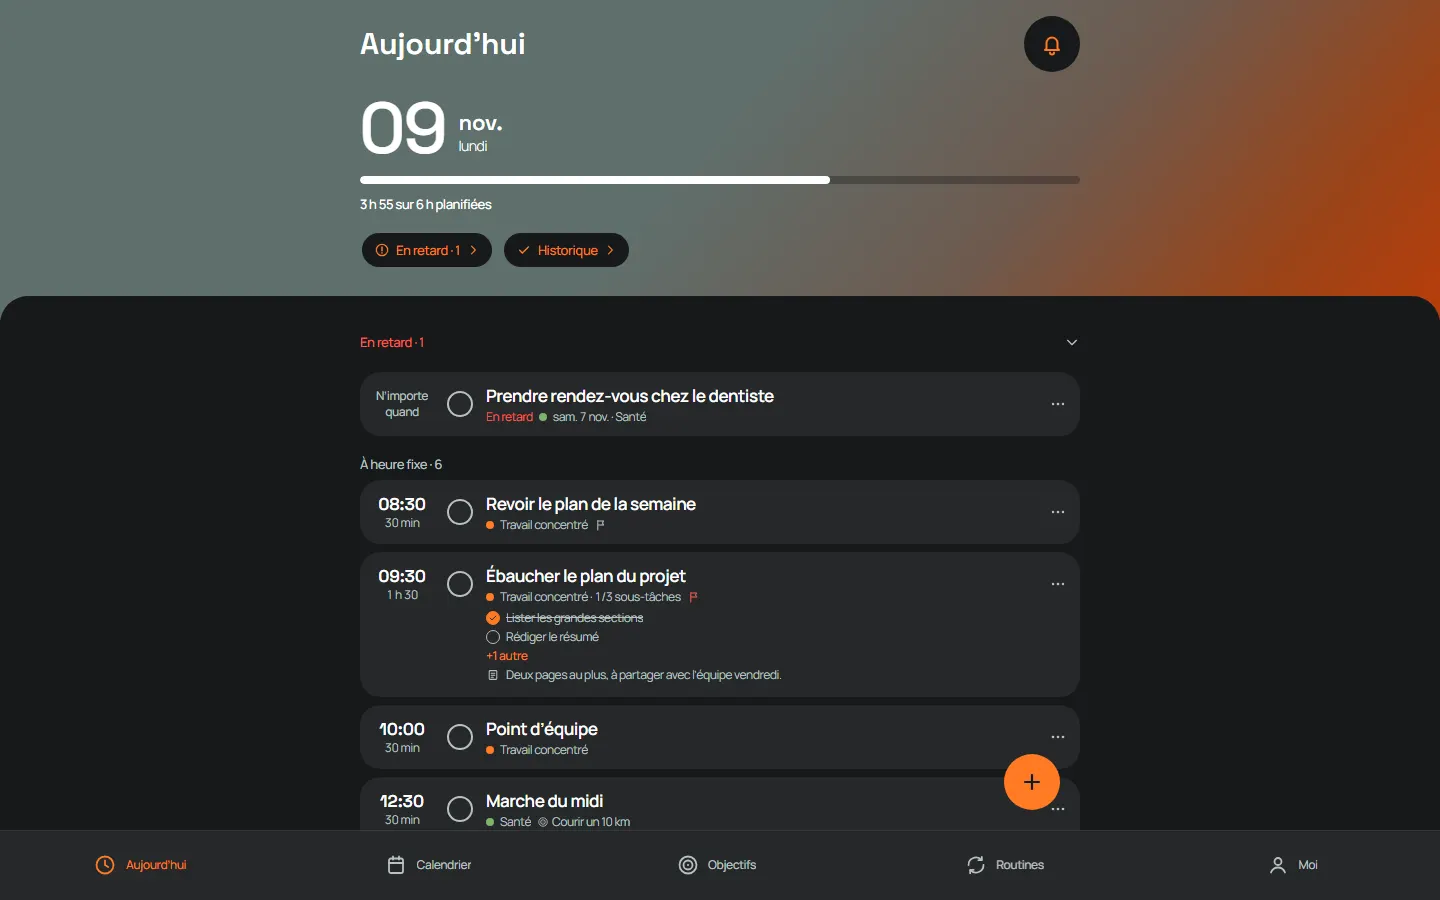 Aujourd’hui
09
nov.
lundi
3 h 55 sur 6 h planifiées
En retard · 1
Historique
En retard · 1
N'importe quand
Prendre rendez-vous chez le dentiste
En retard
sam. 7 nov. · Santé
À heure fixe · 6
08:30
30 min
Revoir le plan de la semaine
Travail concentré
09:30
1 h 30
Ébaucher le plan du projet
Travail concentré · 1/3 sous-tâches
Lister les grandes sections
Rédiger le résumé
+1 autre
Deux pages au plus, à partager avec l'équipe vendredi.
10:00
30 min
Point d’équipe
Travail concentré
12:30
30 min
Marche du midi
Santé
Courir un 10 km
Aujourd'hui
Calendrier
Objectifs
Routines
Moi